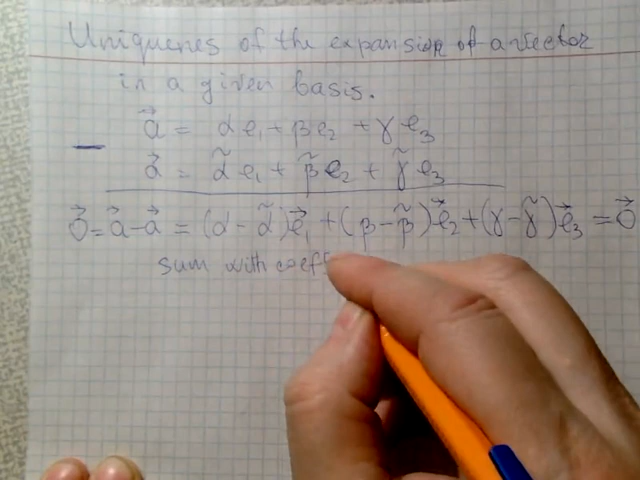 Uniquenes of the expansion of a vector
in a given basis.
a⃗ = αe₁ + βe₂ + γe₃
— a⃗ = α̃e₁ + β̃e₂ + γ̃e₃
0⃗ = a⃗ - a⃗ = (α - α̃)e⃗₁ + (β - β̃)e⃗₂ + (γ - γ̃)e⃗₃ = 0⃗
sum with coeff